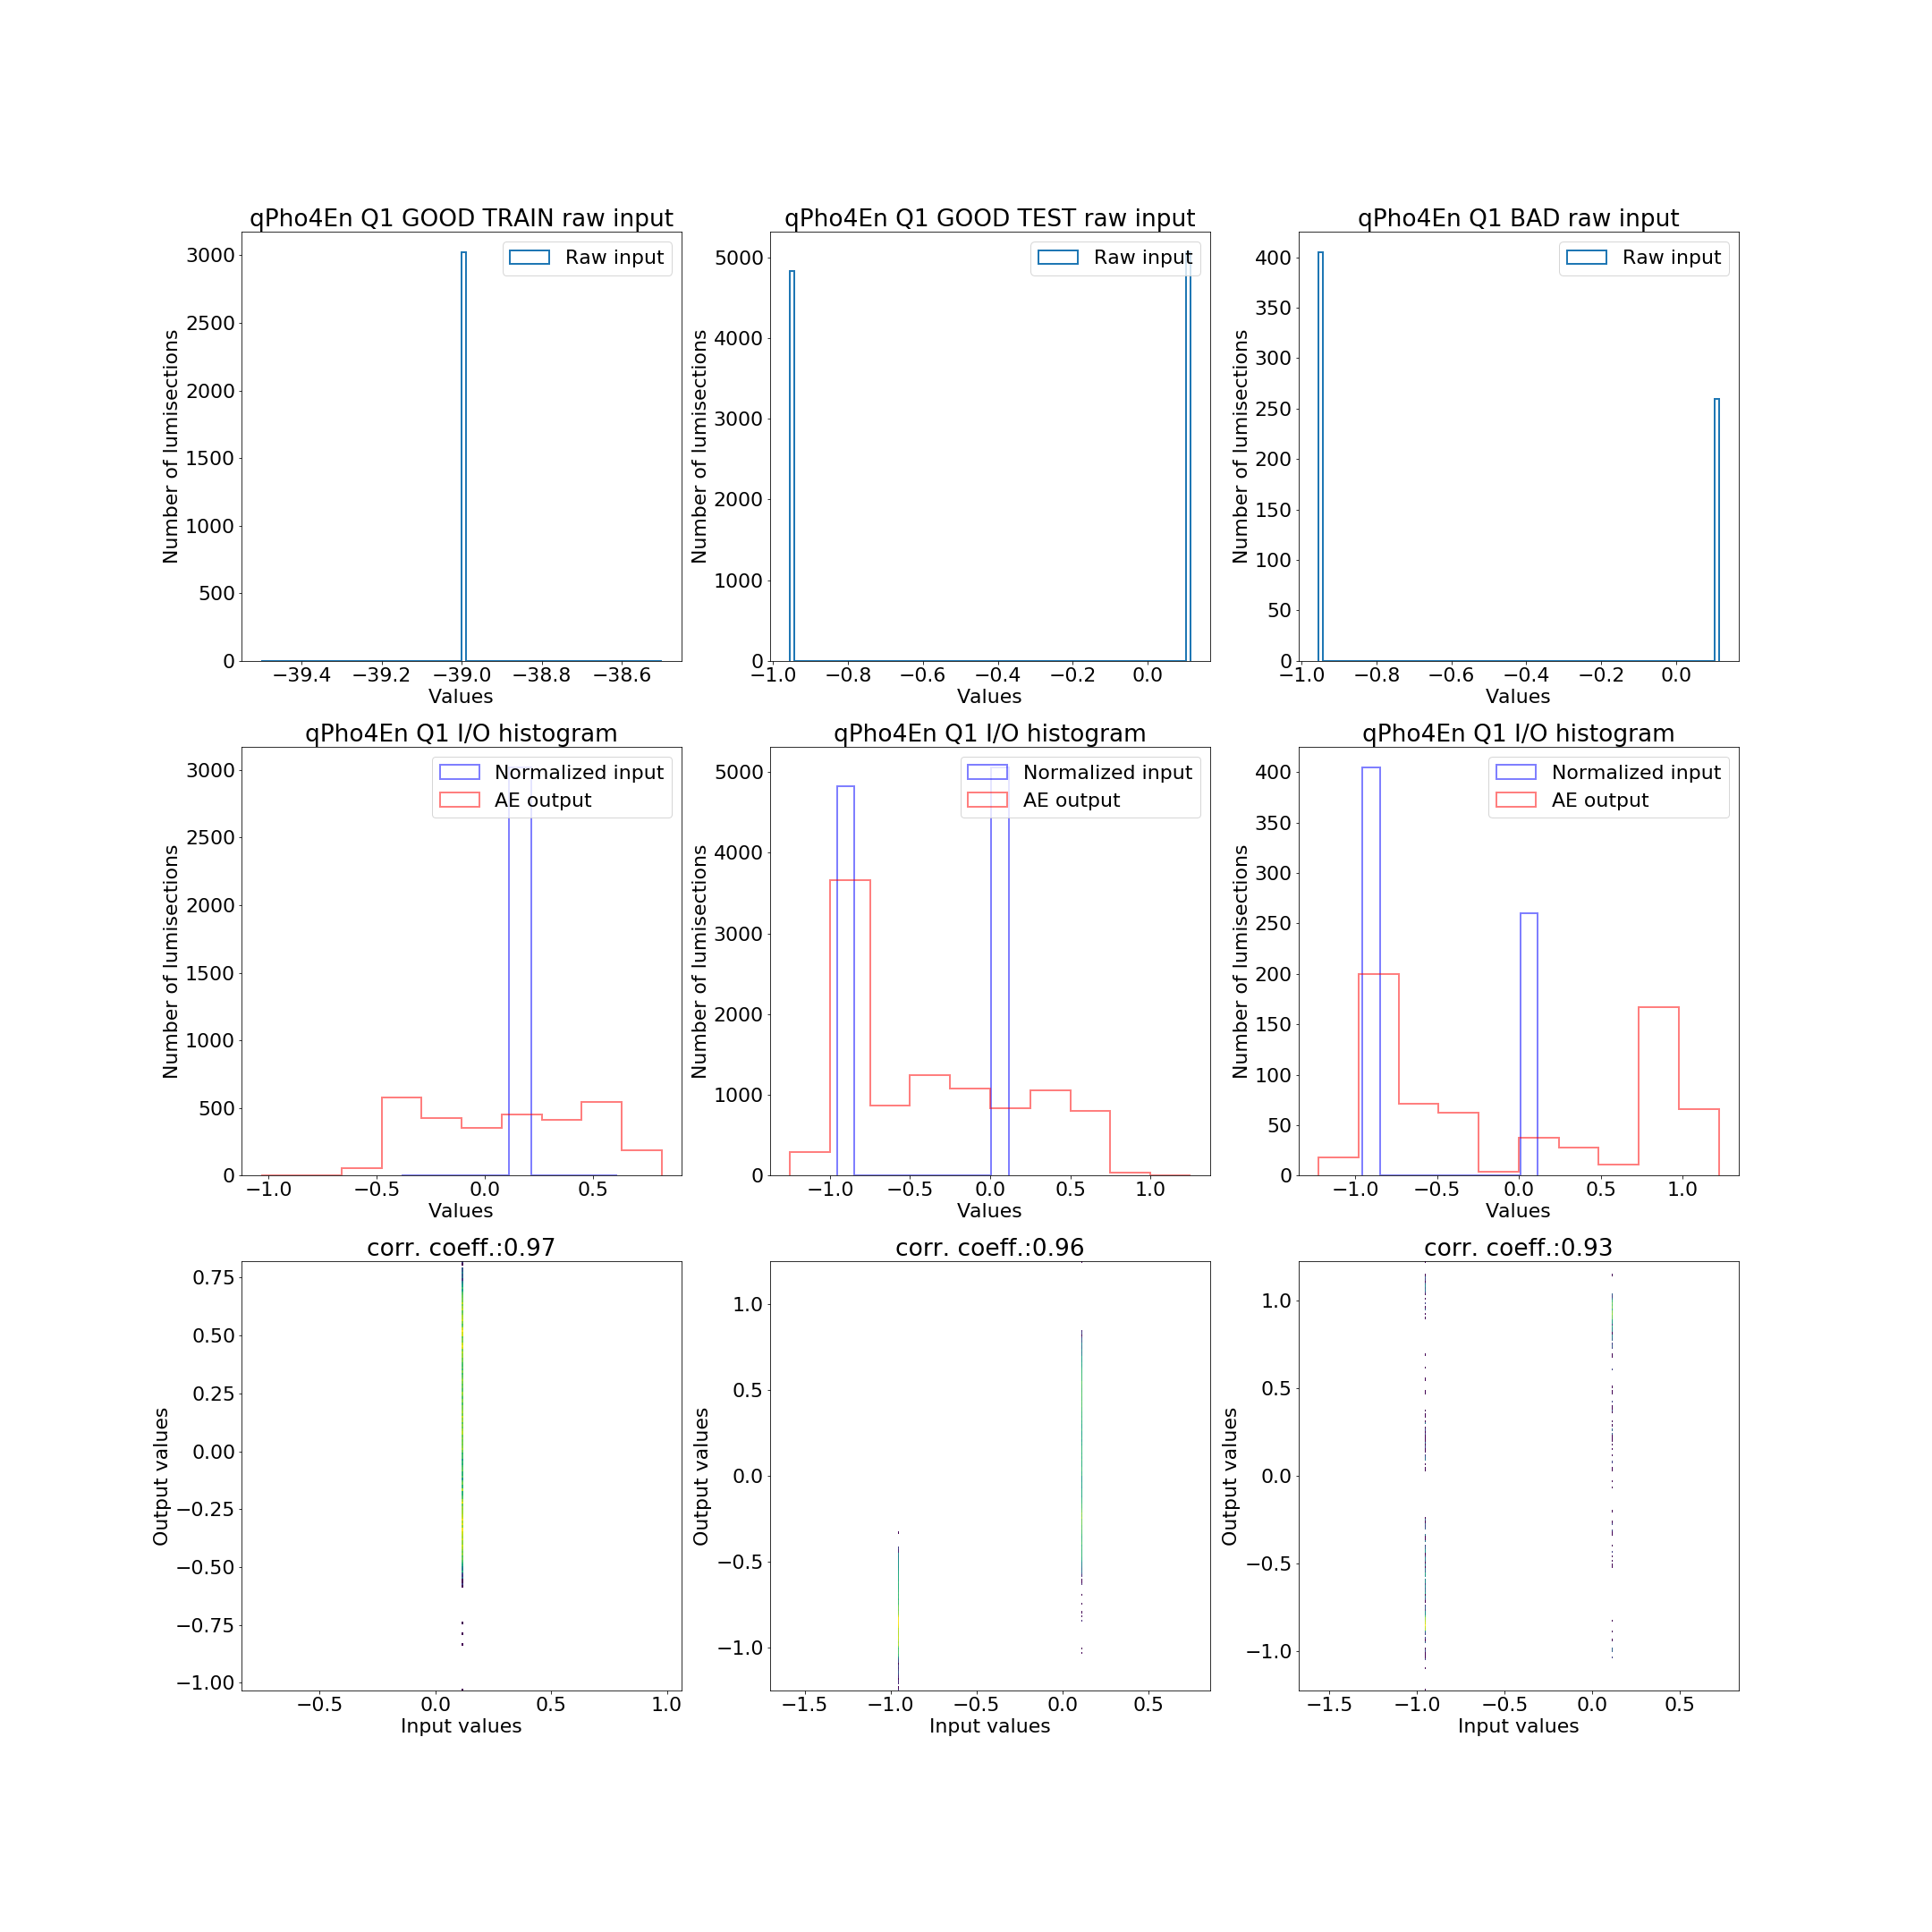 qPho4En Q1 GOOD TRAIN raw input
Raw input
3000
2500
2000
1500
1000
500
0
Number of lumisections
−39.4 −39.2 −39.0 −38.8 −38.6
Values
qPho4En Q1 GOOD TEST raw input
Raw input
5000
4000
3000
2000
1000
0
Number of lumisections
−1.0 −0.8 −0.6 −0.4 −0.2 0.0
Values
qPho4En Q1 BAD raw input
Raw input
400
350
300
250
200
150
100
50
0
Number of lumisections
−1.0 −0.8 −0.6 −0.4 −0.2 0.0
Values
qPho4En Q1 I/O histogram
Normalized input
AE output
3000
2500
2000
1500
1000
500
0
Number of lumisections
−1.0 −0.5 0.0 0.5
Values
qPho4En Q1 I/O histogram
Normalized input
AE output
5000
4000
3000
2000
1000
0
Number of lumisections
−1.0 −0.5 0.0 0.5 1.0
Values
qPho4En Q1 I/O histogram
Normalized input
AE output
400
350
300
250
200
150
100
50
0
Number of lumisections
−1.0 −0.5 0.0 0.5 1.0
Values
corr. coeff.:0.97
0.75
0.50
0.25
0.00
−0.25
−0.50
−0.75
−1.00
Output values
−0.5 0.0 0.5 1.0
Input values
corr. coeff.:0.96
1.0
0.5
0.0
−0.5
−1.0
Output values
−1.5 −1.0 −0.5 0.0 0.5
Input values
corr. coeff.:0.93
1.0
0.5
0.0
−0.5
−1.0
Output values
−1.5 −1.0 −0.5 0.0 0.5
Input values